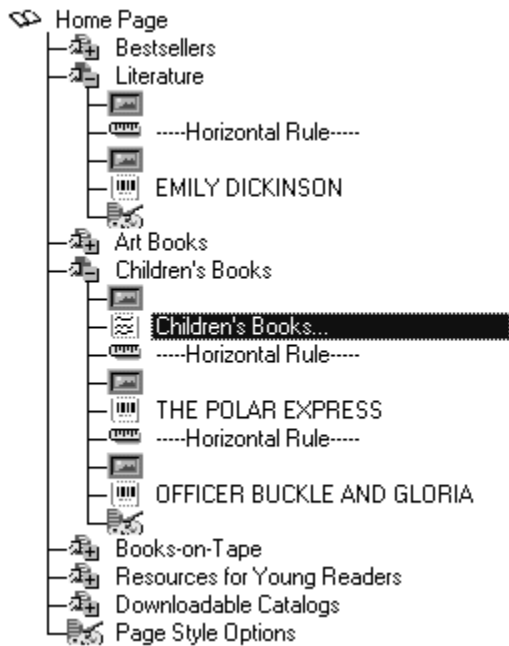 Home Page
Bestsellers
Literature
-----Horizontal Rule-----
EMILY DICKINSON
Art Books
Children's Books
Children's Books...
-----Horizontal Rule-----
THE POLAR EXPRESS
-----Horizontal Rule-----
OFFICER BUCKLE AND GLORIA
Books-on-Tape
Resources for Young Readers
Downloadable Catalogs
Page Style Options